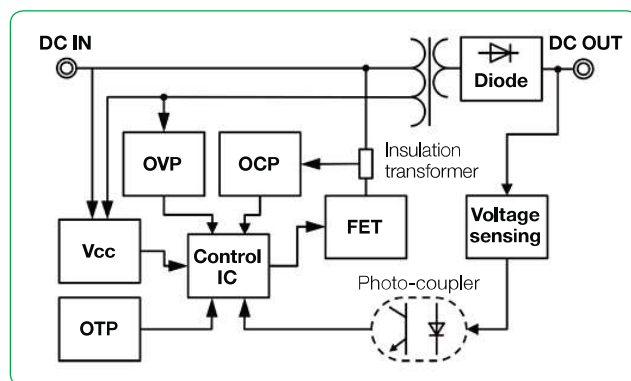 DC IN
DC OUT
Diode
Insulation
transformer
OVP
OCP
Vcc
Control
IC
FET
Voltage
sensing
Photo-coupler
OTP